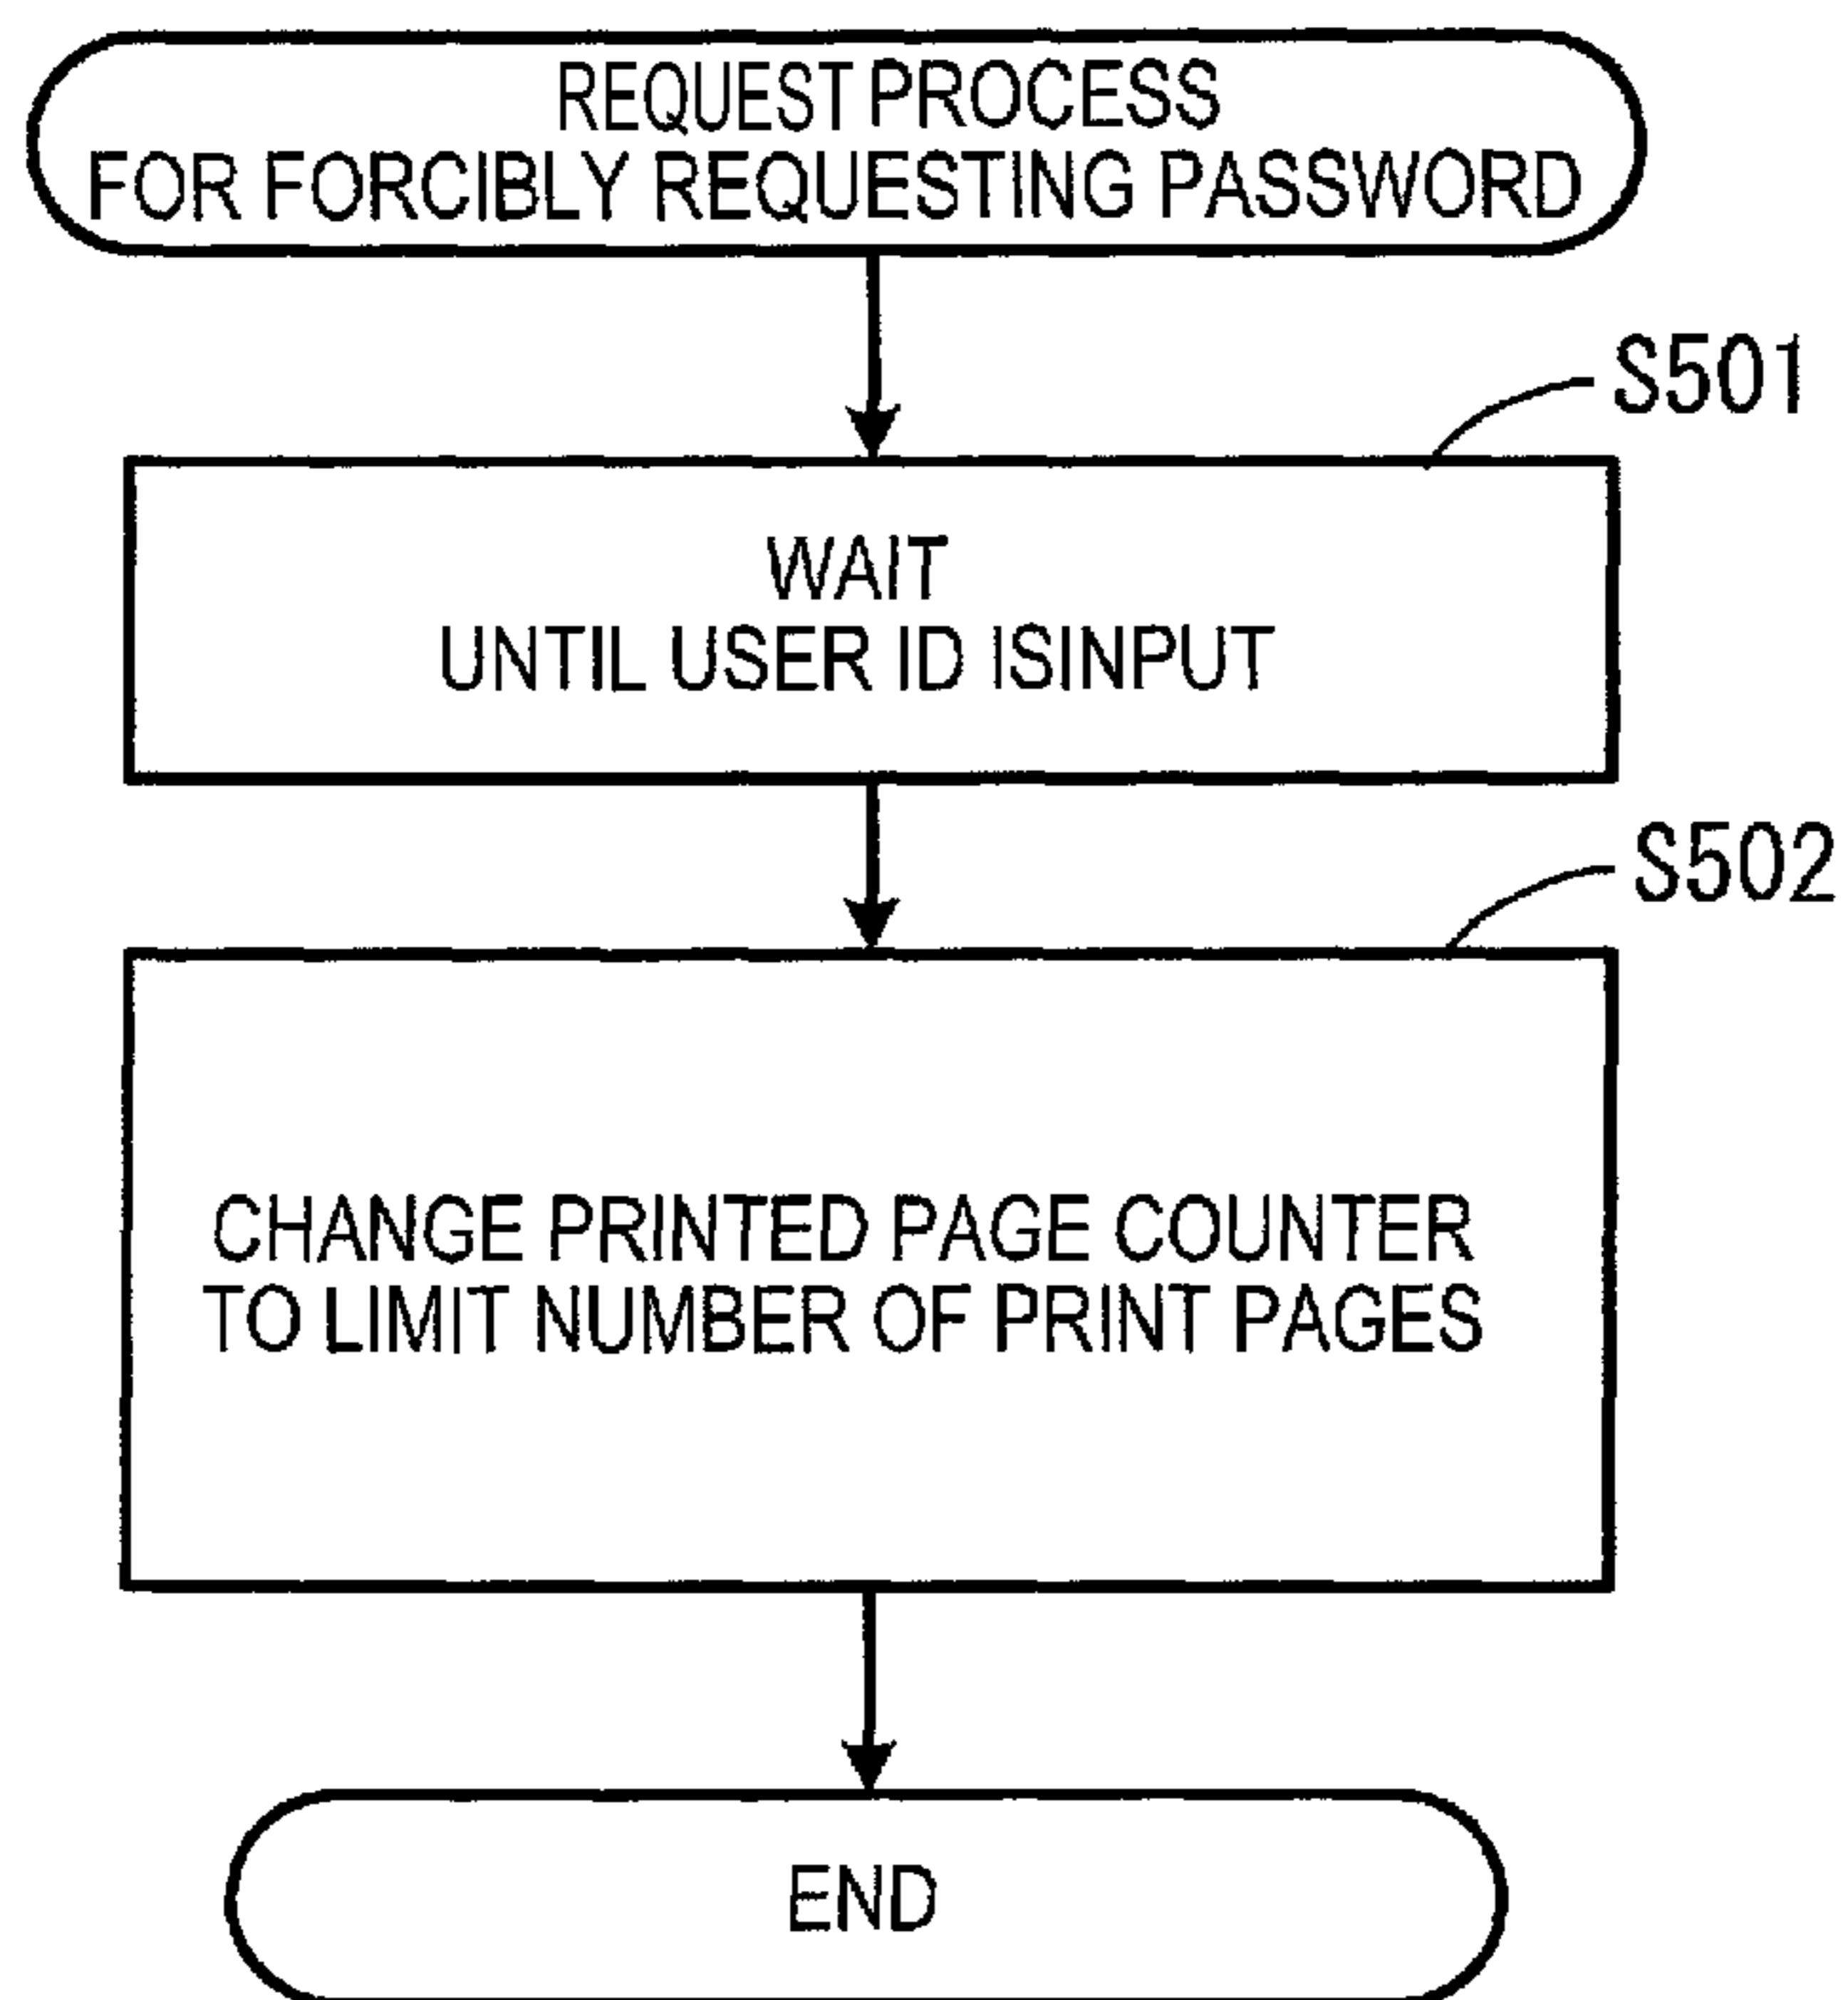 REQUEST PROCESS
FOR FORCIBLY REQUESTING PASSWORD
S501
WAIT
UNTIL USER ID ISINPUT
S502
CHANGE PRINTED PAGE COUNTER
TO LIMIT NUMBER OF PRINT PAGES
END